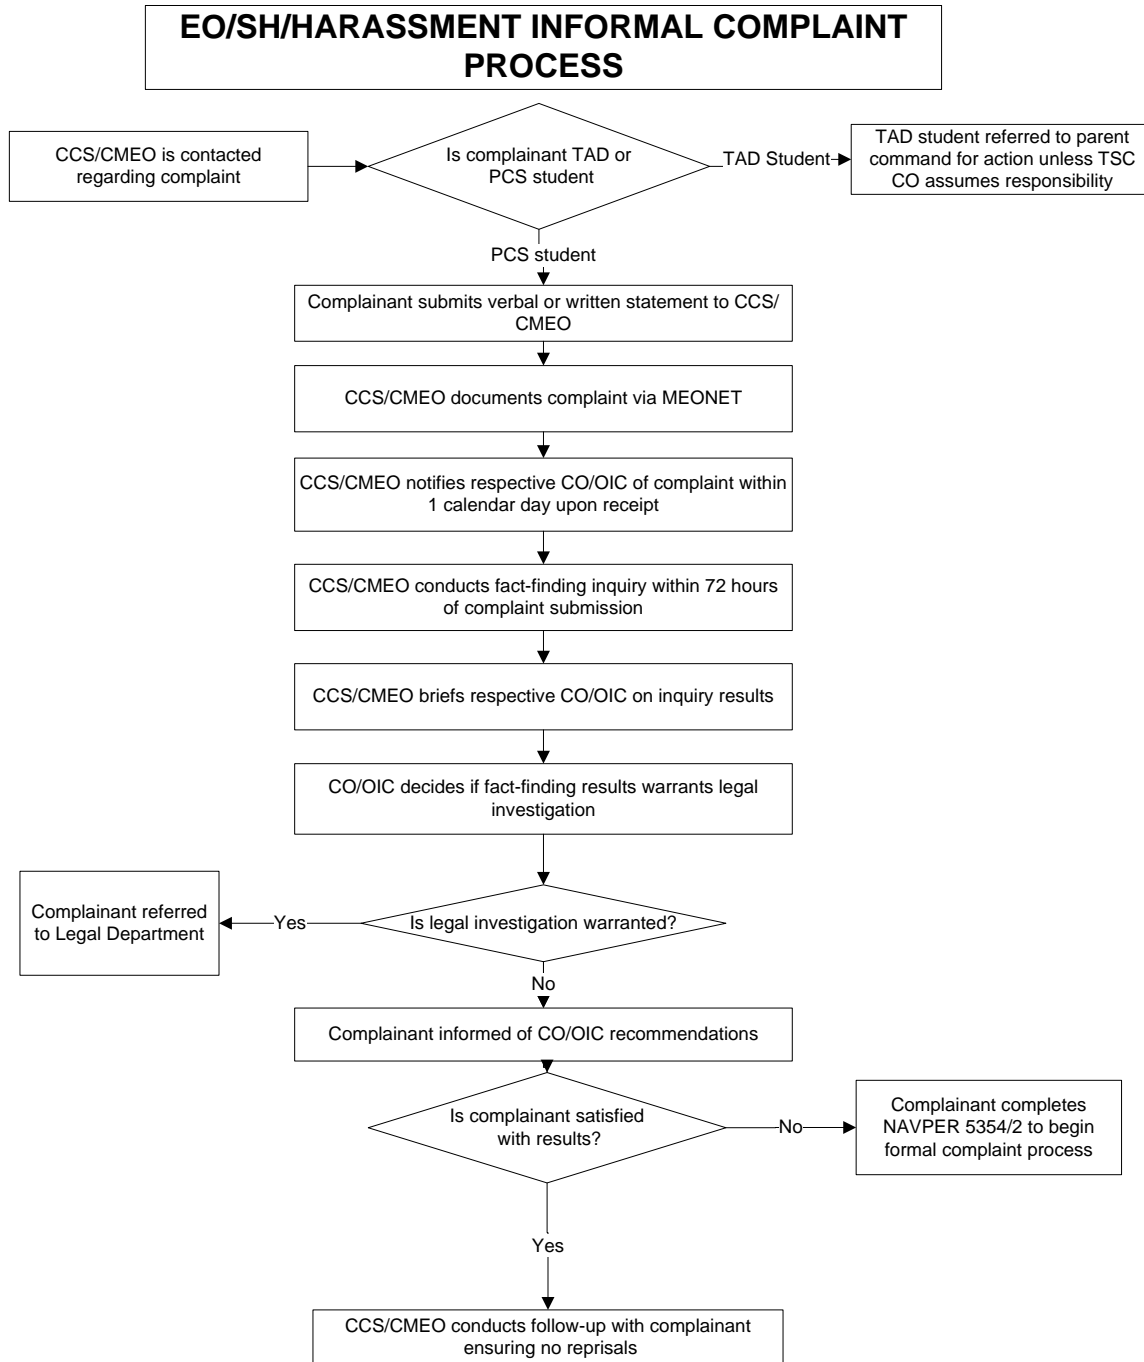 EO/SH/HARASSMENT INFORMAL COMPLAINT
PROCESS
CCS/CMEO is contacted
regarding complaint
Is complainant TAD or
PCS student
TAD Student
TAD student referred to parent
command for action unless TSC
CO assumes responsibility
PCS student
Complainant submits verbal or written statement to CCS/
CMEO
CCS/CMEO documents complaint via MEONET
CCS/CMEO notifies respective CO/OIC of complaint within
1 calendar day upon receipt
CCS/CMEO conducts fact-finding inquiry within 72 hours
of complaint submission
CCS/CMEO briefs respective CO/OIC on inquiry results
CO/OIC decides if fact-finding results warrants legal
investigation
Complainant referred
to Legal Department
Yes
Is legal investigation warranted?
No
Complainant informed of CO/OIC recommendations
Is complainant satisfied
with results?
No
Complainant completes
NAVPER 5354/2 to begin
formal complaint process
Yes
CCS/CMEO conducts follow-up with complainant
ensuring no reprisals